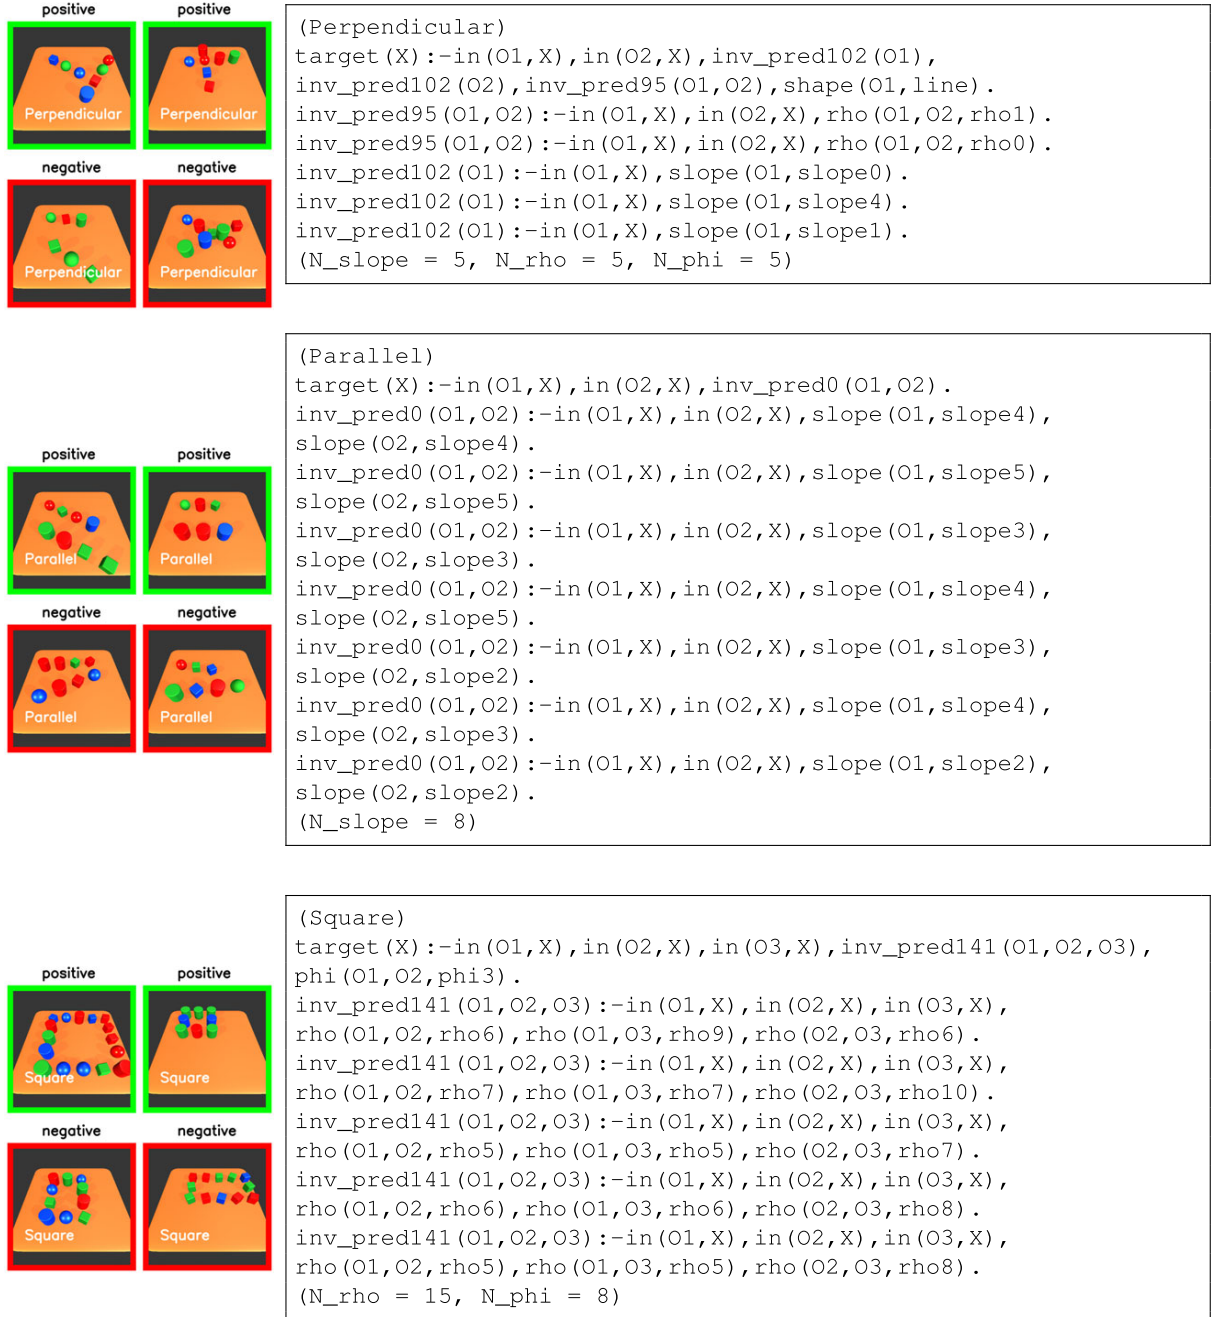 positive
positive
Perpendicular
Perpendicular
negative
negative
Perpendicular
Perpendicular
(Perpendicular)
target(X):-in(O1,X),in(O2,X),inv_pred102(O1),
inv_pred102(O2),inv_pred95(O1,O2),shape(O1,line).
inv_pred95(O1,O2):-in(O1,X),in(O2,X),rho(O1,O2,rho1).
inv_pred95(O1,O2):-in(O1,X),in(O2,X),rho(O1,O2,rho0).
inv_pred102(O1):-in(O1,X),slope(O1,slope0).
inv_pred102(O1):-in(O1,X),slope(O1,slope4).
inv_pred102(O1):-in(O1,X),slope(O1,slope1).
(N_slope = 5, N_rho = 5, N_phi = 5)
positive
positive
Parallel
Parallel
negative
negative
Parallel
Parallel
(Parallel)
target(X):-in(O1,X),in(O2,X),inv_pred0(O1,O2).
inv_pred0(O1,O2):-in(O1,X),in(O2,X),slope(O1,slope4),
slope(O2,slope4).
inv_pred0(O1,O2):-in(O1,X),in(O2,X),slope(O1,slope5),
slope(O2,slope5).
inv_pred0(O1,O2):-in(O1,X),in(O2,X),slope(O1,slope3),
slope(O2,slope3).
inv_pred0(O1,O2):-in(O1,X),in(O2,X),slope(O1,slope4),
slope(O2,slope5).
inv_pred0(O1,O2):-in(O1,X),in(O2,X),slope(O1,slope3),
slope(O2,slope2).
inv_pred0(O1,O2):-in(O1,X),in(O2,X),slope(O1,slope4),
slope(O2,slope3).
inv_pred0(O1,O2):-in(O1,X),in(O2,X),slope(O1,slope2),
slope(O2,slope2).
(N_slope = 8)
positive
positive
Square
Square
negative
negative
Square
Square
(Square)
target(X):-in(O1,X),in(O2,X),in(O3,X),inv_pred141(O1,O2,O3),
phi(O1,O2,phi3).
inv_pred141(O1,O2,O3):-in(O1,X),in(O2,X),in(O3,X),
rho(O1,O2,rho6),rho(O1,O3,rho9),rho(O2,O3,rho6).
inv_pred141(O1,O2,O3):-in(O1,X),in(O2,X),in(O3,X),
rho(O1,O2,rho7),rho(O1,O3,rho7),rho(O2,O3,rho10).
inv_pred141(O1,O2,O3):-in(O1,X),in(O2,X),in(O3,X),
rho(O1,O2,rho5),rho(O1,O3,rho5),rho(O2,O3,rho7).
inv_pred141(O1,O2,O3):-in(O1,X),in(O2,X),in(O3,X),
rho(O1,O2,rho6),rho(O1,O3,rho6),rho(O2,O3,rho8).
inv_pred141(O1,O2,O3):-in(O1,X),in(O2,X),in(O3,X),
rho(O1,O2,rho5),rho(O1,O3,rho5),rho(O2,O3,rho8).
(N_rho = 15, N_phi = 8)